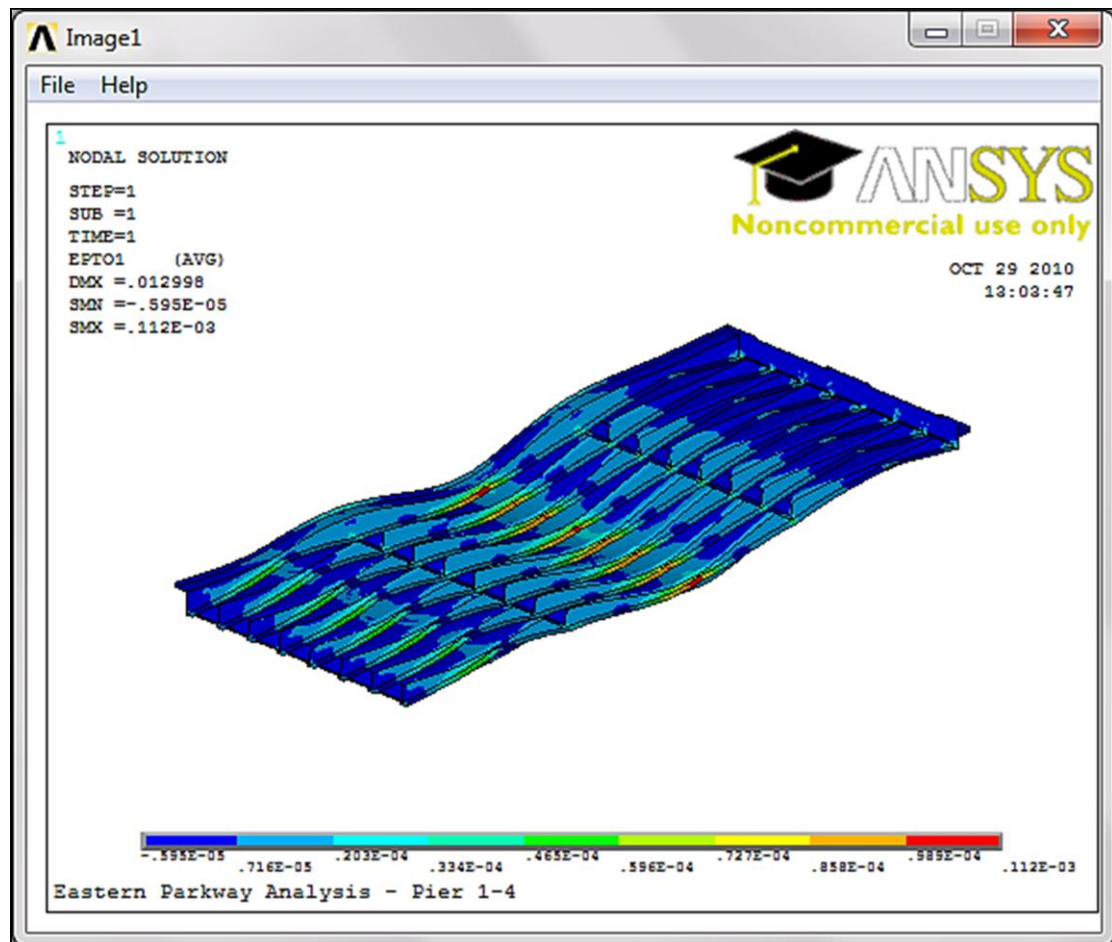 Image1
File Help
1
NODAL SOLUTION
STEP=1
SUB =1
TIME=1
EPTO1 (AVG)
DMX =.012998
SMN =-.595E-05
SMX =.112E-03
ANSYS
Noncommercial use only
OCT 29 2010
13:03:47
-.595E-05 .203E-04 .465E-04 .727E-04 .989E-04
.716E-05 .334E-04 .596E-04 .858E-04 .112E-03
Eastern Parkway Analysis - Pier 1-4